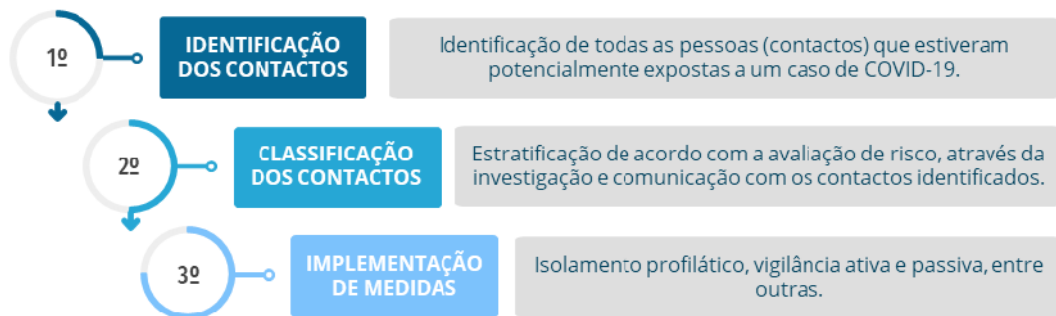 1º
IDENTIFICAÇÃO
DOS CONTACTOS
Identificação de todas as pessoas (contactos) que estiveram
potencialmente expostas a um caso de COVID-19.
2º
CLASSIFICAÇÃO
DOS CONTACTOS
Estratificação de acordo com a avaliação de risco, através da
investigação e comunicação com os contactos identificados.
3º
IMPLEMENTAÇÃO
DE MEDIDAS
Isolamento profilático, vigilância ativa e passiva, entre
outras.